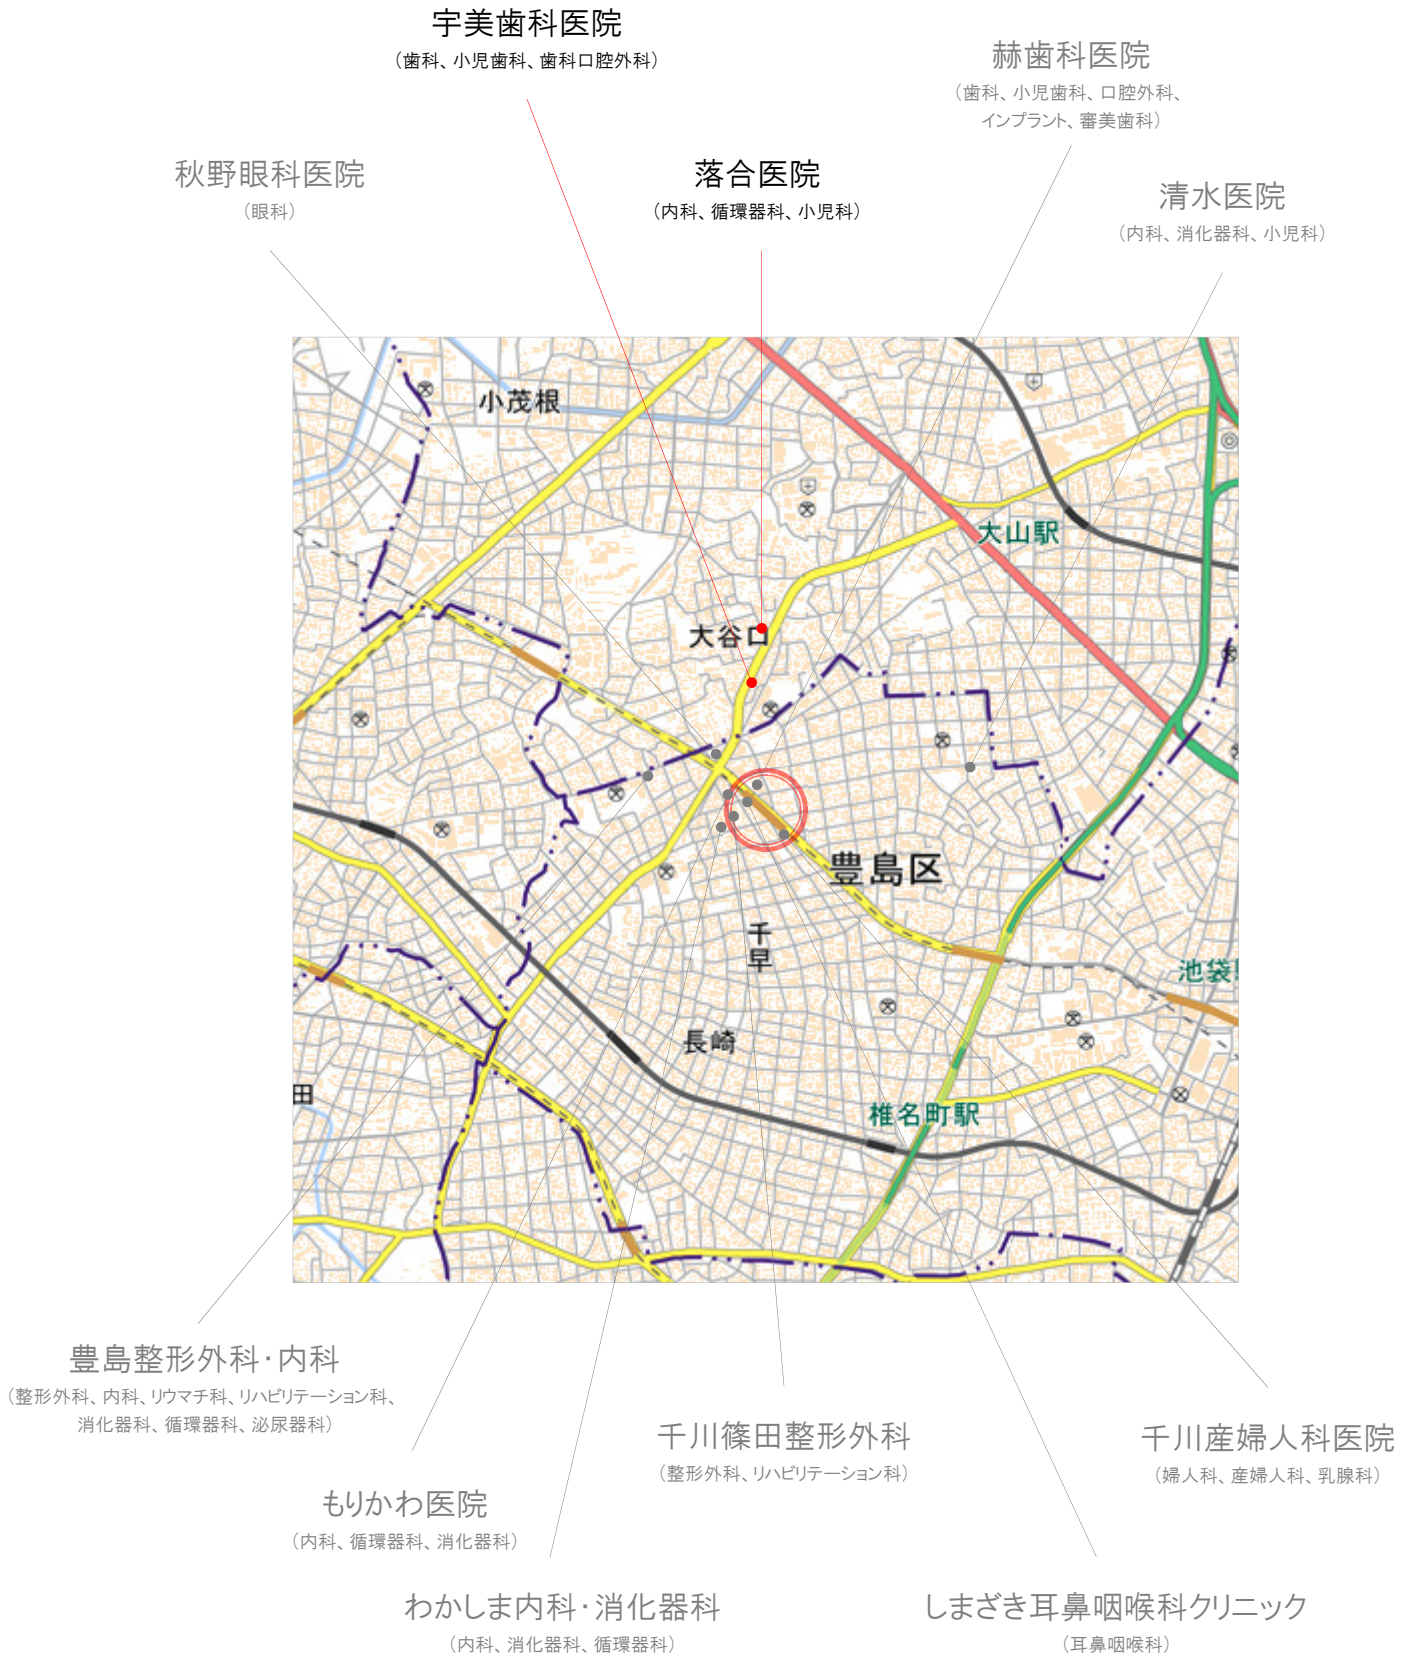 宇美歯科医院
（歯科、小児歯科、歯科口腔外科）
赫歯科医院
（歯科、小児歯科、口腔外科、
インプラント、審美歯科）
秋野眼科医院
（眼科）
落合医院
（内科、循環器科、小児科）
清水医院
（内科、消化器科、小児科）
小茂根
大山駅
大谷口
豊島区
千早
池袋
長崎
田
椎名町駅
豊島整形外科・内科
（整形外科、内科、リウマチ科、リハビリテーション科、
消化器科、循環器科、泌尿器科）
千川篠田整形外科
（整形外科、リハビリテーション科）
千川産婦人科医院
（婦人科、産婦人科、乳腺科）
もりかわ医院
（内科、循環器科、消化器科）
わかしま内科・消化器科
（内科、消化器科、循環器科）
しまざき耳鼻咽喉科クリニック
（耳鼻咽喉科）